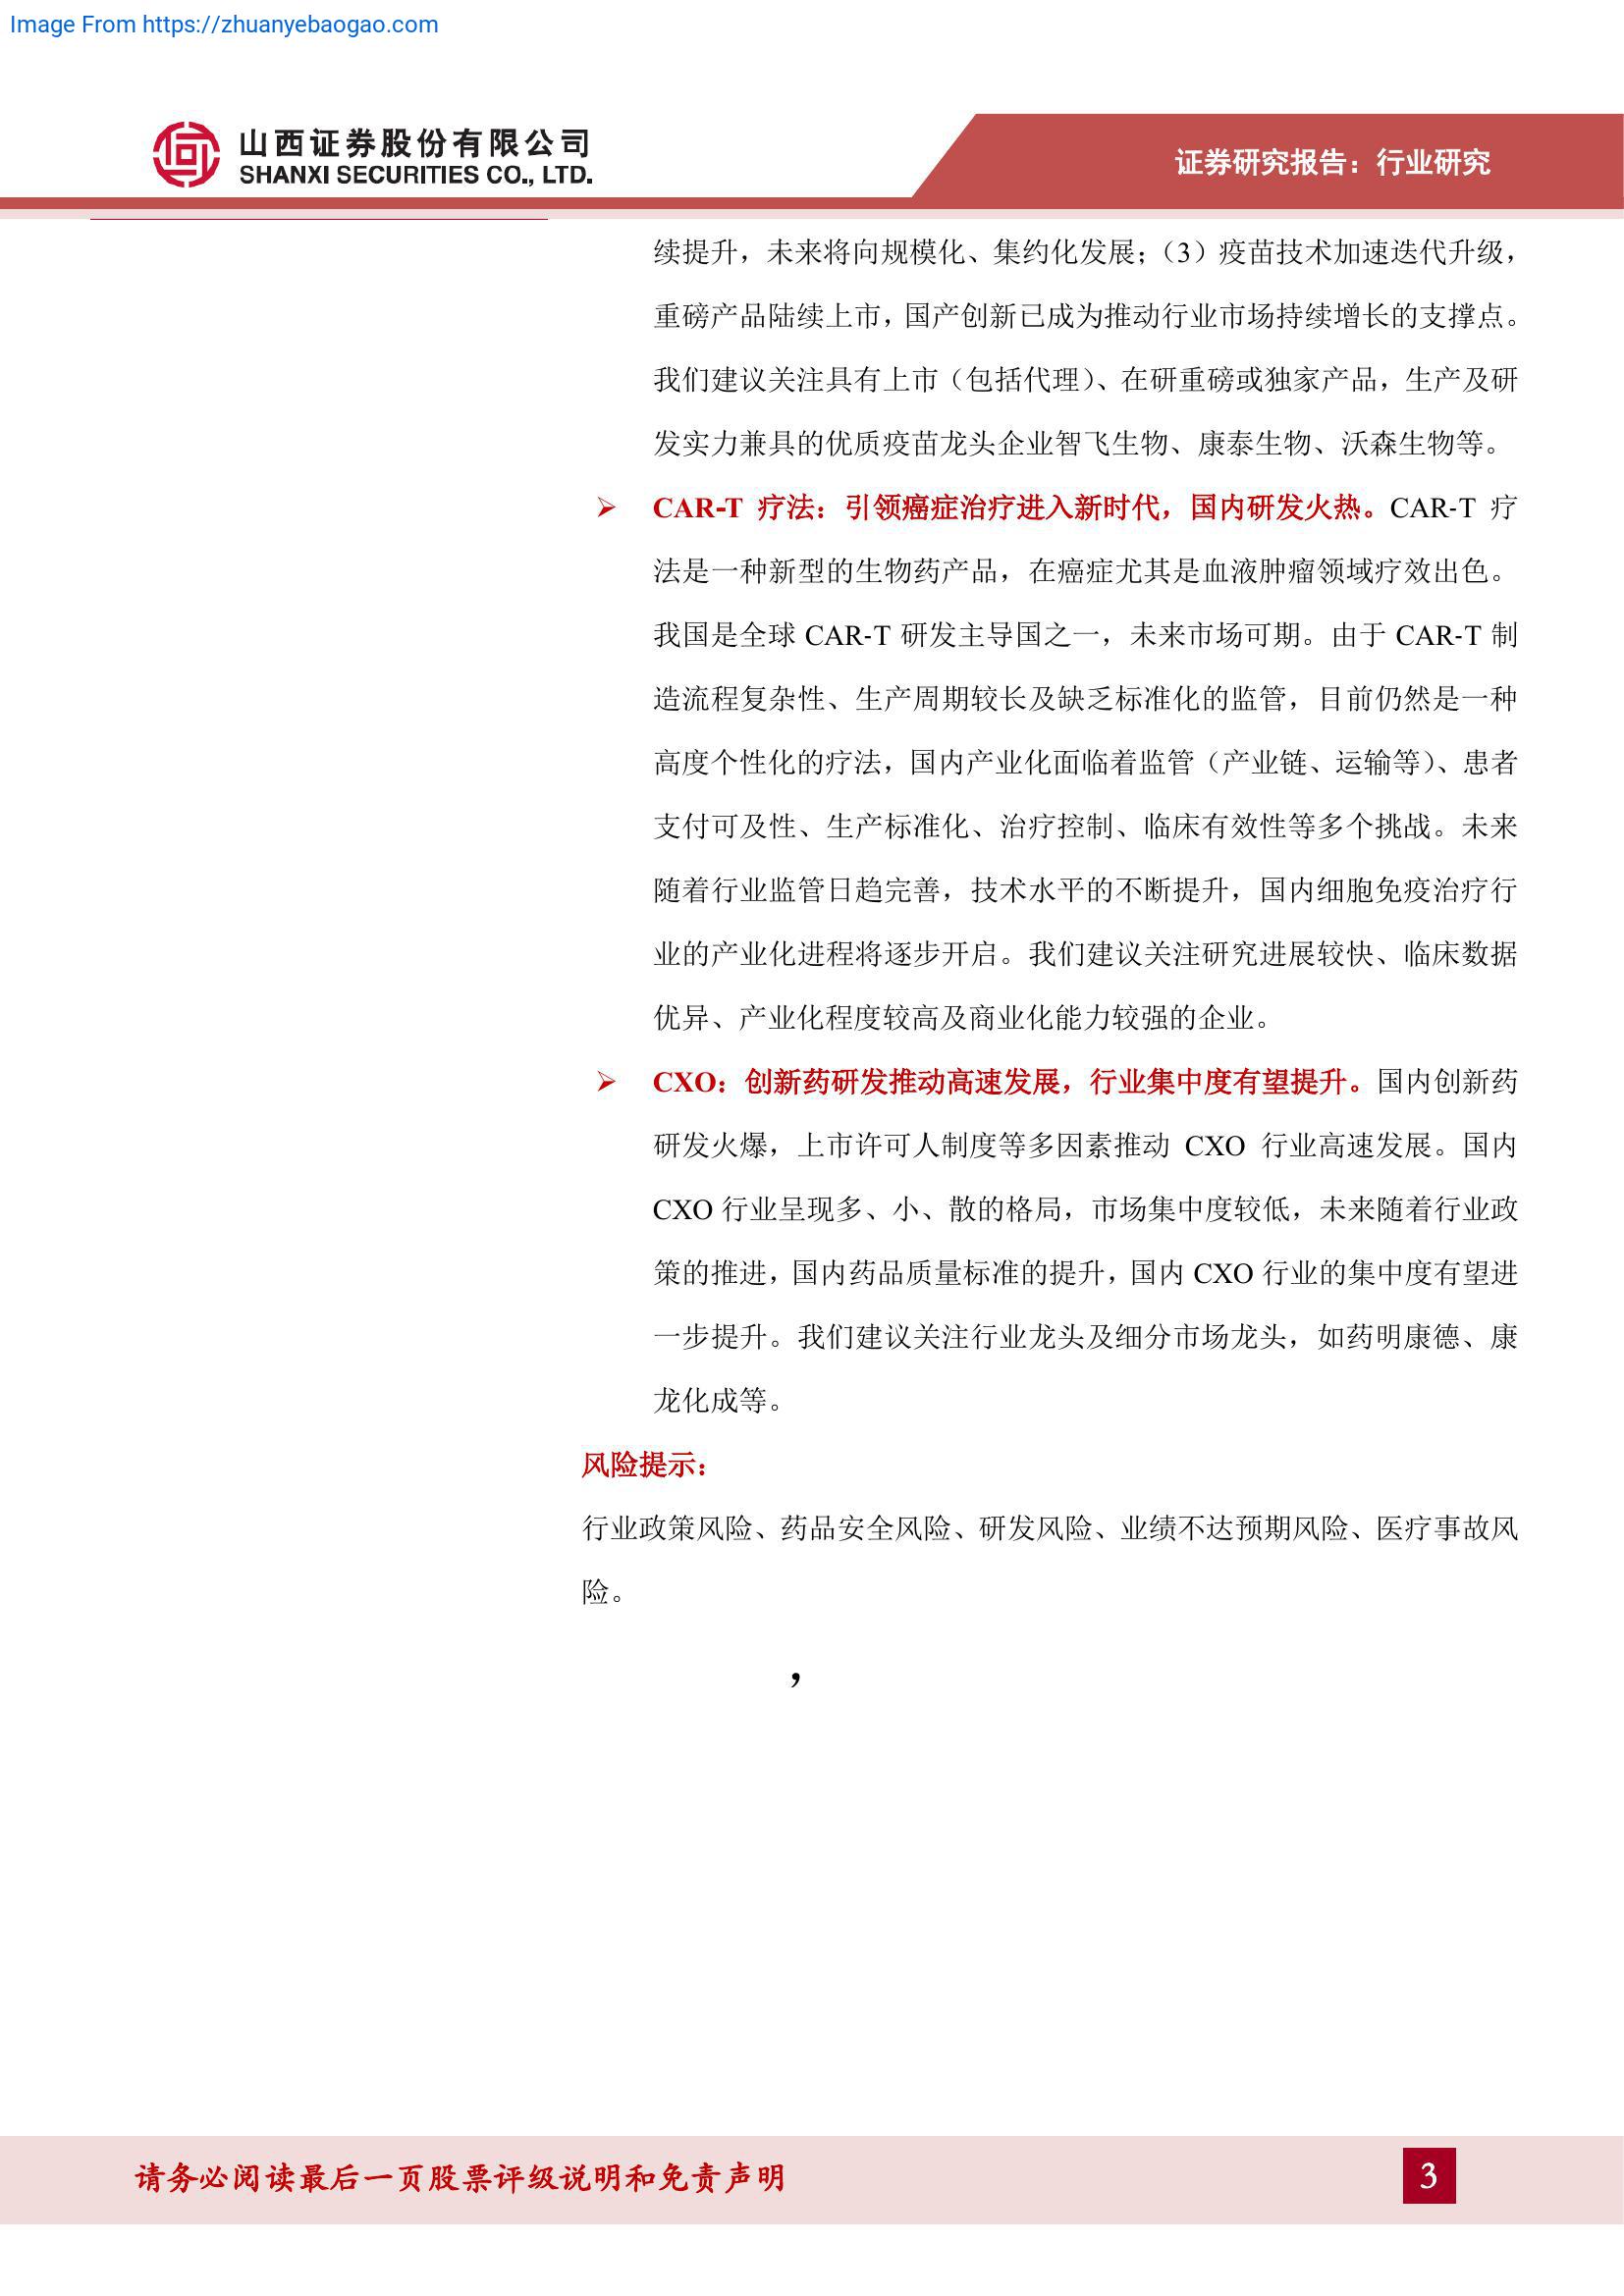 Image From https://zhuanyebaogao.com
山西证券股份有限公司
SHANXI SECURITIES CO., LTD.
证券研究报告：行业研究
续提升，未来将向规模化、集约化发展；（3）疫苗技术加速迭代升级，
重磅产品陆续上市，国产创新已成为推动行业市场持续增长的支撑点。
我们建议关注具有上市（包括代理）、在研重磅或独家产品，生产及研
发实力兼具的优质疫苗龙头企业智飞生物、康泰生物、沃森生物等。
➢ CAR-T 疗法：引领癌症治疗进入新时代，国内研发火热。CAR-T 疗
法是一种新型的生物药产品，在癌症尤其是血液肿瘤领域疗效出色。
我国是全球 CAR-T 研发主导国之一，未来市场可期。由于 CAR-T 制
造流程复杂性、生产周期较长及缺乏标准化的监管，目前仍然是一种
高度个性化的疗法，国内产业化面临着监管（产业链、运输等）、患者
支付可及性、生产标准化、治疗控制、临床有效性等多个挑战。未来
随着行业监管日趋完善，技术水平的不断提升，国内细胞免疫治疗行
业的产业化进程将逐步开启。我们建议关注研究进展较快、临床数据
优异、产业化程度较高及商业化能力较强的企业。
➢ CXO：创新药研发推动高速发展，行业集中度有望提升。国内创新药
研发火爆，上市许可人制度等多因素推动 CXO 行业高速发展。国内
CXO 行业呈现多、小、散的格局，市场集中度较低，未来随着行业政
策的推进，国内药品质量标准的提升，国内 CXO 行业的集中度有望进
一步提升。我们建议关注行业龙头及细分市场龙头，如药明康德、康
龙化成等。
风险提示：
行业政策风险、药品安全风险、研发风险、业绩不达预期风险、医疗事故风
险。
，
请务必阅读最后一页股票评级说明和免责声明
3